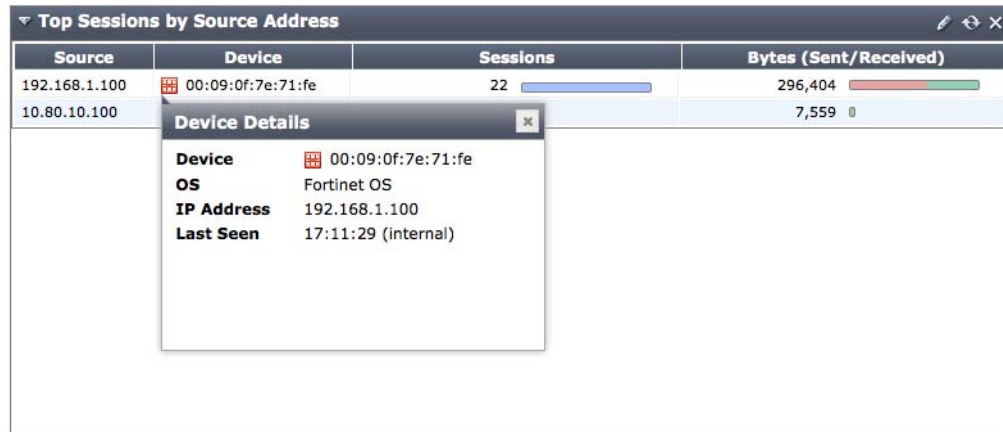 Top Sessions by Source Address
Source Device Sessions Bytes (Sent/Received)
192.168.1.100 00:09:0f:7e:71:fe 22 296,404
10.80.10.100 7,559
Device Details
Device 00:09:0f:7e:71:fe
OS Fortinet OS
IP Address 192.168.1.100
Last Seen 17:11:29 (internal)